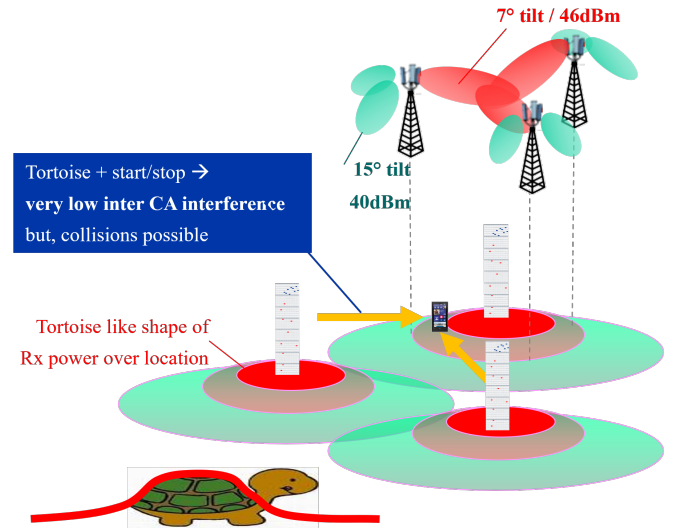 7° tilt / 46dBm
15° tilt
40dBm
Tortoise + start/stop →
very low inter CA interference
but, collisions possible
Tortoise like shape of
Rx power over location